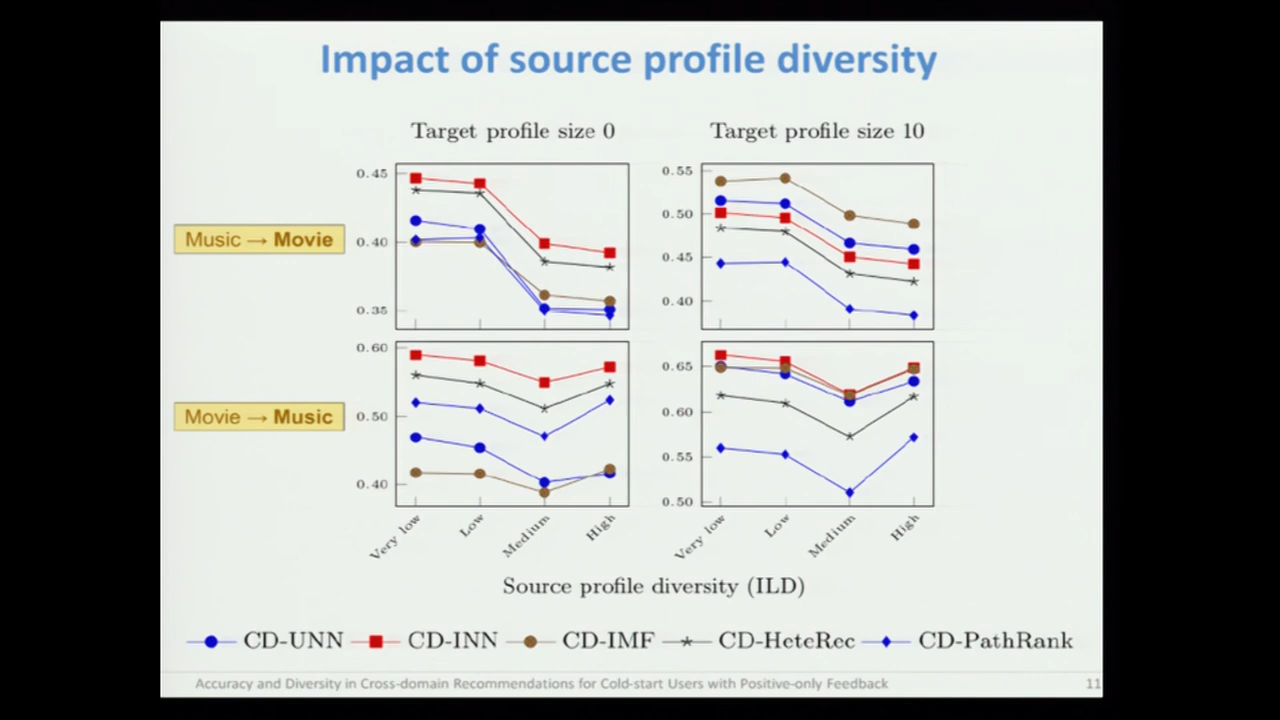 Impact of source profile diversity
Target profile size 0
Target profile size 10
Music → Movie
0.45
0.40
0.35
0.55
0.50
0.45
0.40
Movie → Music
0.60
0.50
0.40
0.65
0.60
0.55
0.50
Very low
Low
Medium
High
Very low
Low
Medium
High
Source profile diversity (ILD)
CD-UNN CD-INN CD-IMF CD-HeteRec CD-PathRank
Accuracy and Diversity in Cross-domain Recommendations for Cold-start Users with Positive-only Feedback
11